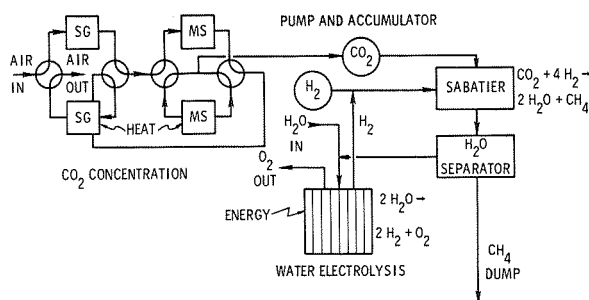 PUMP AND ACCUMULATOR
SG
MS
AIR
IN
AIR
OUT
CO2
SG
HEAT
MS
CO2 CONCENTRATION
H2
SABATIER
CO2 + 4 H2 →
2 H2O + CH4
H2O
IN
H2
O2
OUT
H2O
SEPARATOR
ENERGY
2 H2O →
2 H2 + O2
WATER ELECTROLYSIS
CH4
DUMP